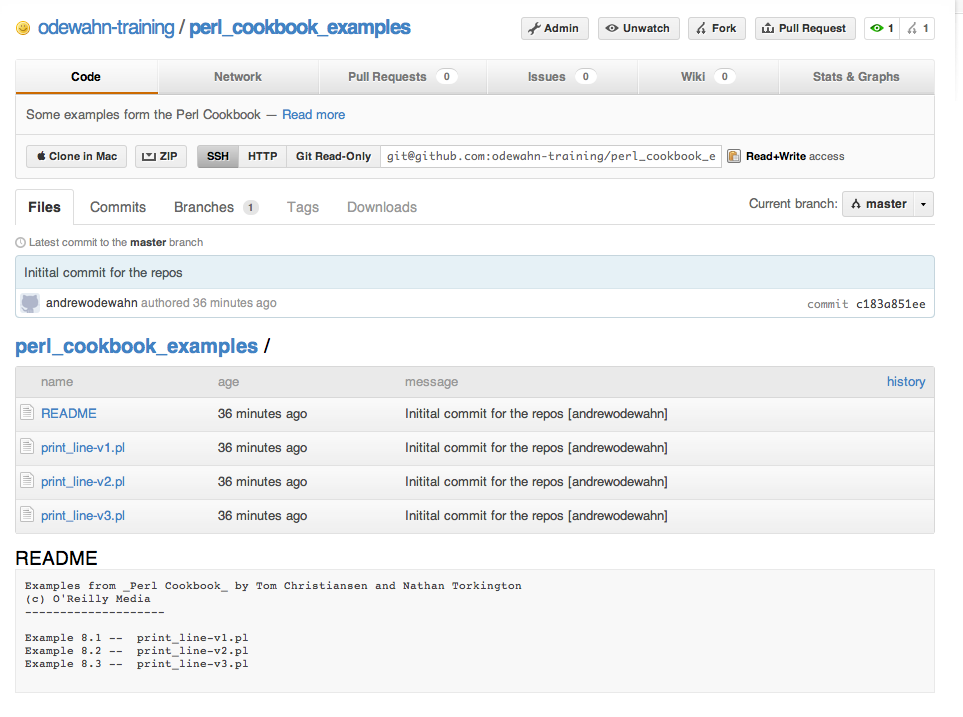 odewahn-training / perl_cookbook_examples Admin Unwatch Fork Pull Request 1 1
Code Network Pull Requests 0 Issues 0 Wiki 0 Stats & Graphs
Some examples form the Perl Cookbook — Read more
Clone in Mac ZIP SSH HTTP Git Read-Only git@github.com:odewahn-training/perl_cookbook_e Read+Write access
Files Commits Branches 1 Tags Downloads Current branch: master
Latest commit to the master branch
Initital commit for the repos
andrewodewahn authored 36 minutes ago commit c183a851ee
perl_cookbook_examples /
name age message history
README 36 minutes ago Initital commit for the repos [andrewodewahn]
print_line-v1.pl 36 minutes ago Initital commit for the repos [andrewodewahn]
print_line-v2.pl 36 minutes ago Initital commit for the repos [andrewodewahn]
print_line-v3.pl 36 minutes ago Initital commit for the repos [andrewodewahn]
README
Examples from _Perl Cookbook_ by Tom Christiansen and Nathan Torkington
(c) O'Reilly Media
--------------------
Example 8.1 -- print_line-v1.pl
Example 8.2 -- print_line-v2.pl
Example 8.3 -- print_line-v3.pl